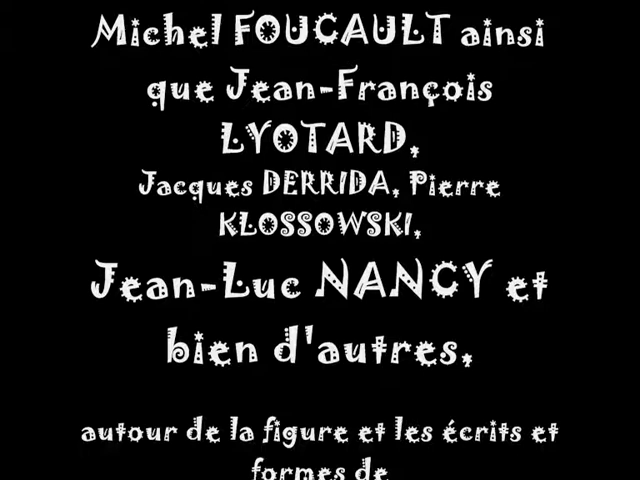 Michel FOUCAULT ainsi
que Jean-François
LYOTARD,
Jacques DERRIDA, Pierre
KLOSSOWSKI,
Jean-Luc NANCY et
bien d'autres,
autour de la figure et les écrits et
formes de